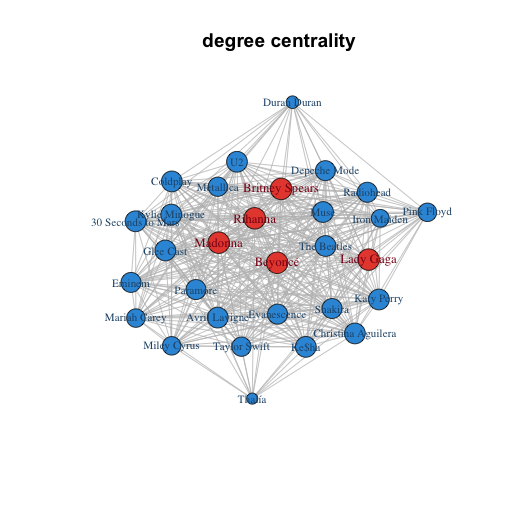 degree centrality
Duran Duran
U2
Depeche Mode
Coldplay
Metallica
Britney Spears
Radiohead
Kylie Minogue
30 Seconds to Mars
Rihanna
Muse
Iron Maiden
Pink Floyd
Madonna
The Beatles
Glee Cast
Beyoncé
Lady Gaga
Eminem
Paramore
Katy Perry
Mariah Carey
Avril Lavigne
Evanescence
Shakira
Christina Aguilera
Miley Cyrus
Taylor Swift
Ke$ha
Thalía